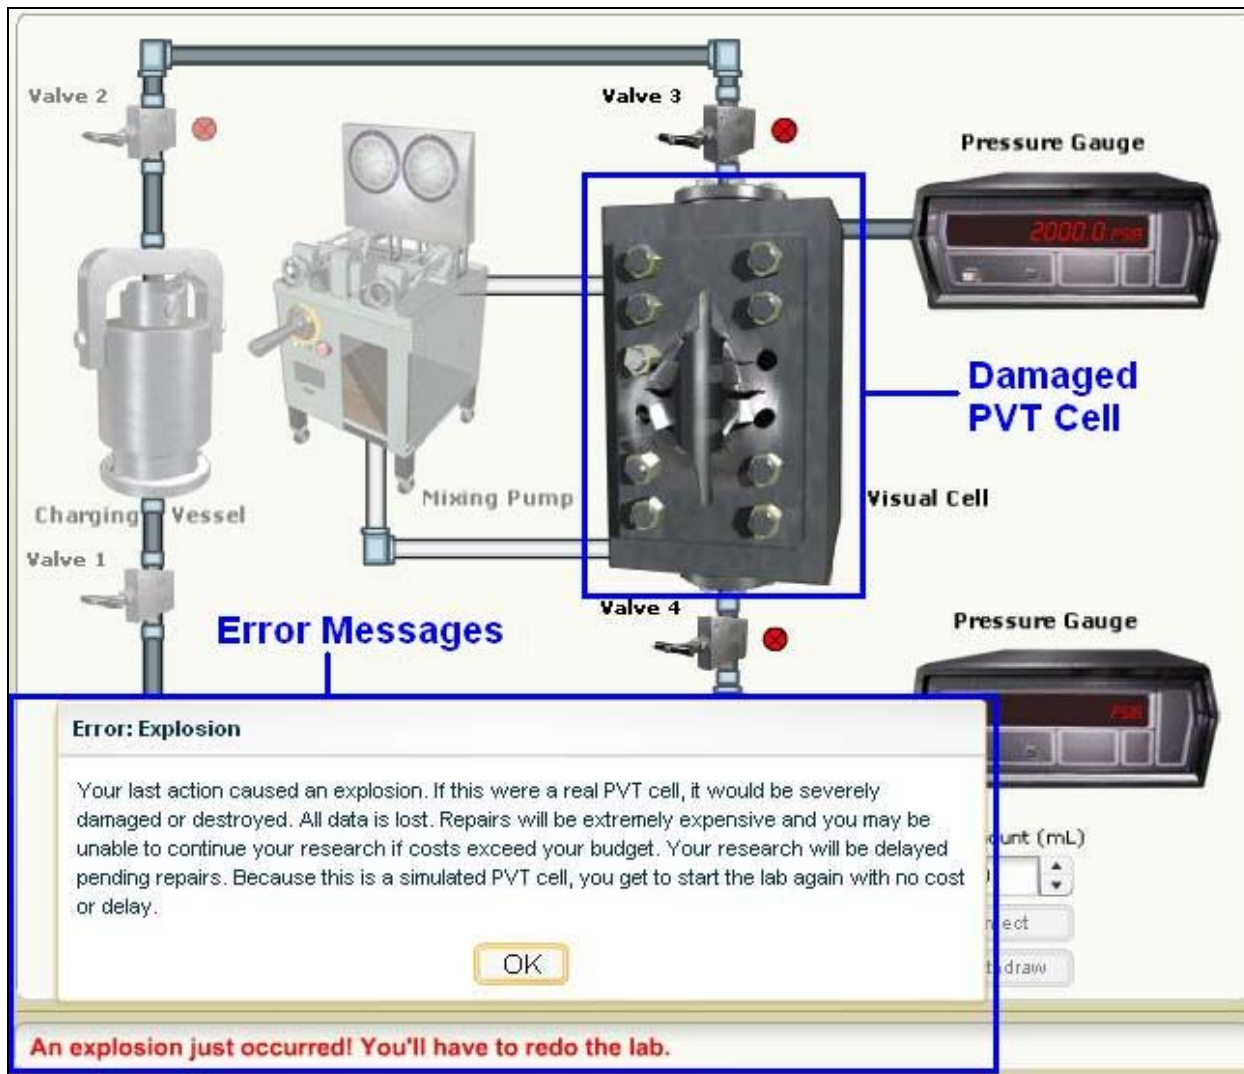 Valve 2
Valve 3
Pressure Gauge
2000.0 PSIA
Damaged
PVT Cell
Mixing Pump
Visual Cell
Charging Vessel
Valve 1
Valve 4
Error Messages
Pressure Gauge
PSIA
Error: Explosion
Your last action caused an explosion. If this were a real PVT cell, it would be severely
damaged or destroyed. All data is lost. Repairs will be extremely expensive and you may be
unable to continue your research if costs exceed your budget. Your research will be delayed
pending repairs. Because this is a simulated PVT cell, you get to start the lab again with no cost
or delay.
(mL)
OK
An explosion just occurred! You'll have to redo the lab.